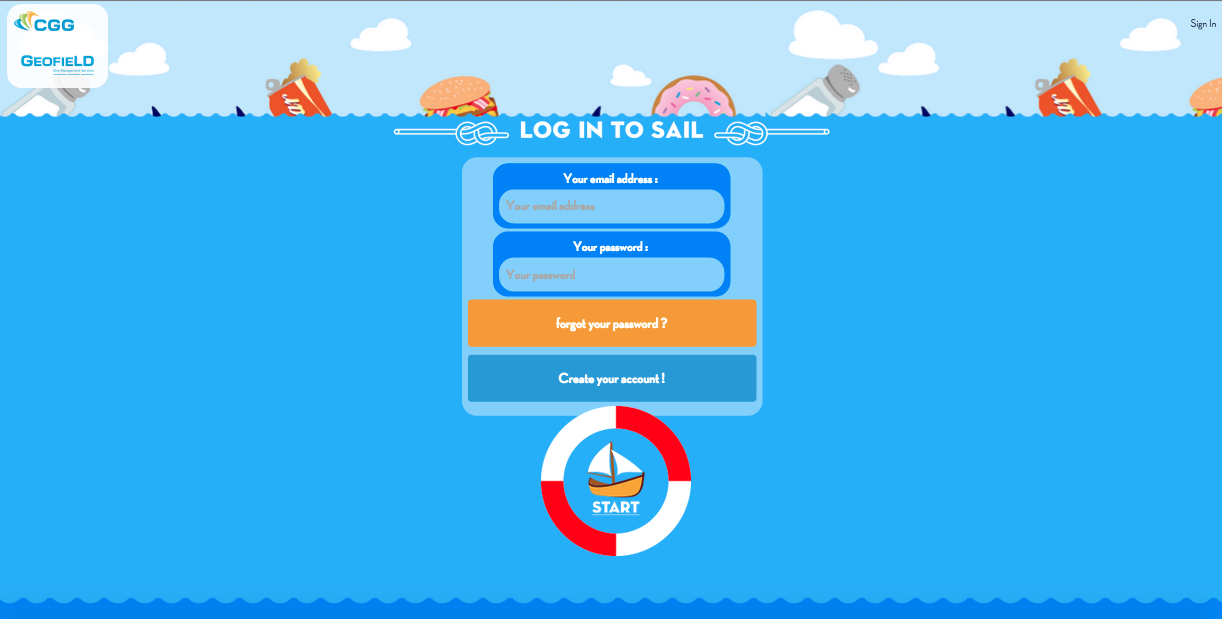 CGG
GEOFIELD
Sign In
LOG IN TO SAIL
Your email address :
Your email address
Your password :
Your password
forgot your password ?
Create your account !
START